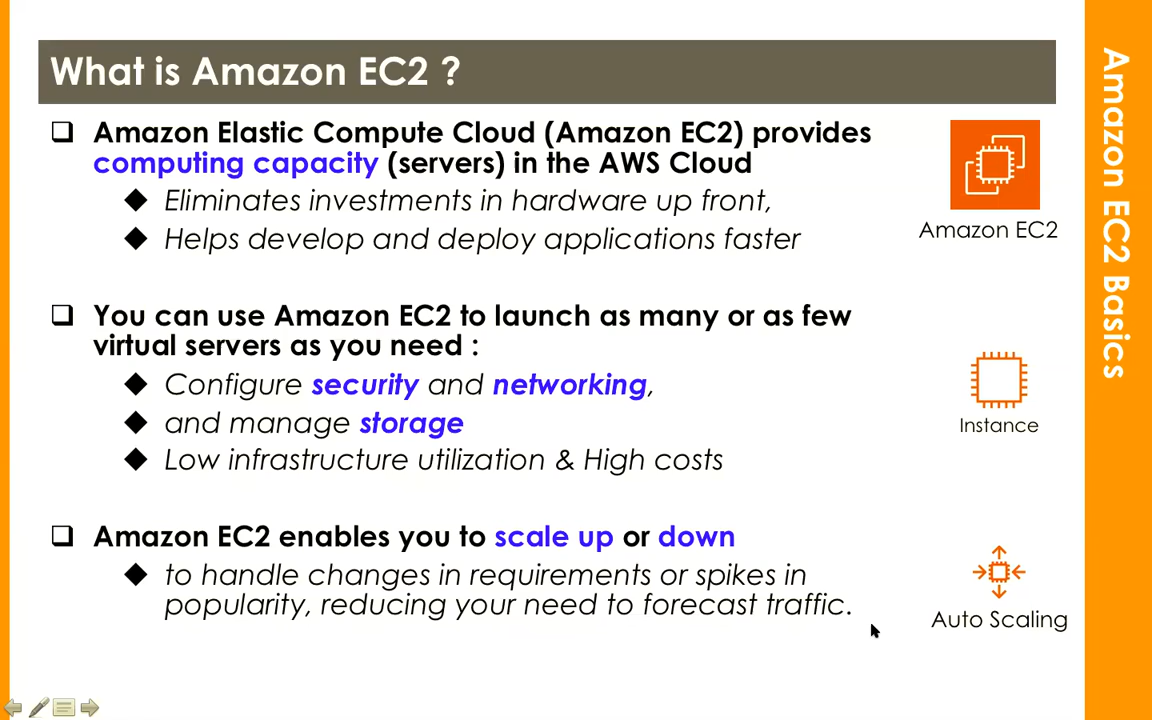 What is Amazon EC2 ?
Amazon Elastic Compute Cloud (Amazon EC2) provides
computing capacity (servers) in the AWS Cloud
Eliminates investments in hardware up front,
Helps develop and deploy applications faster
Amazon EC2
You can use Amazon EC2 to launch as many or as few
virtual servers as you need :
Configure security and networking,
and manage storage
Low infrastructure utilization & High costs
Instance
Amazon EC2 enables you to scale up or down
to handle changes in requirements or spikes in
popularity, reducing your need to forecast traffic.
Auto Scaling
Amazon EC2 Basics